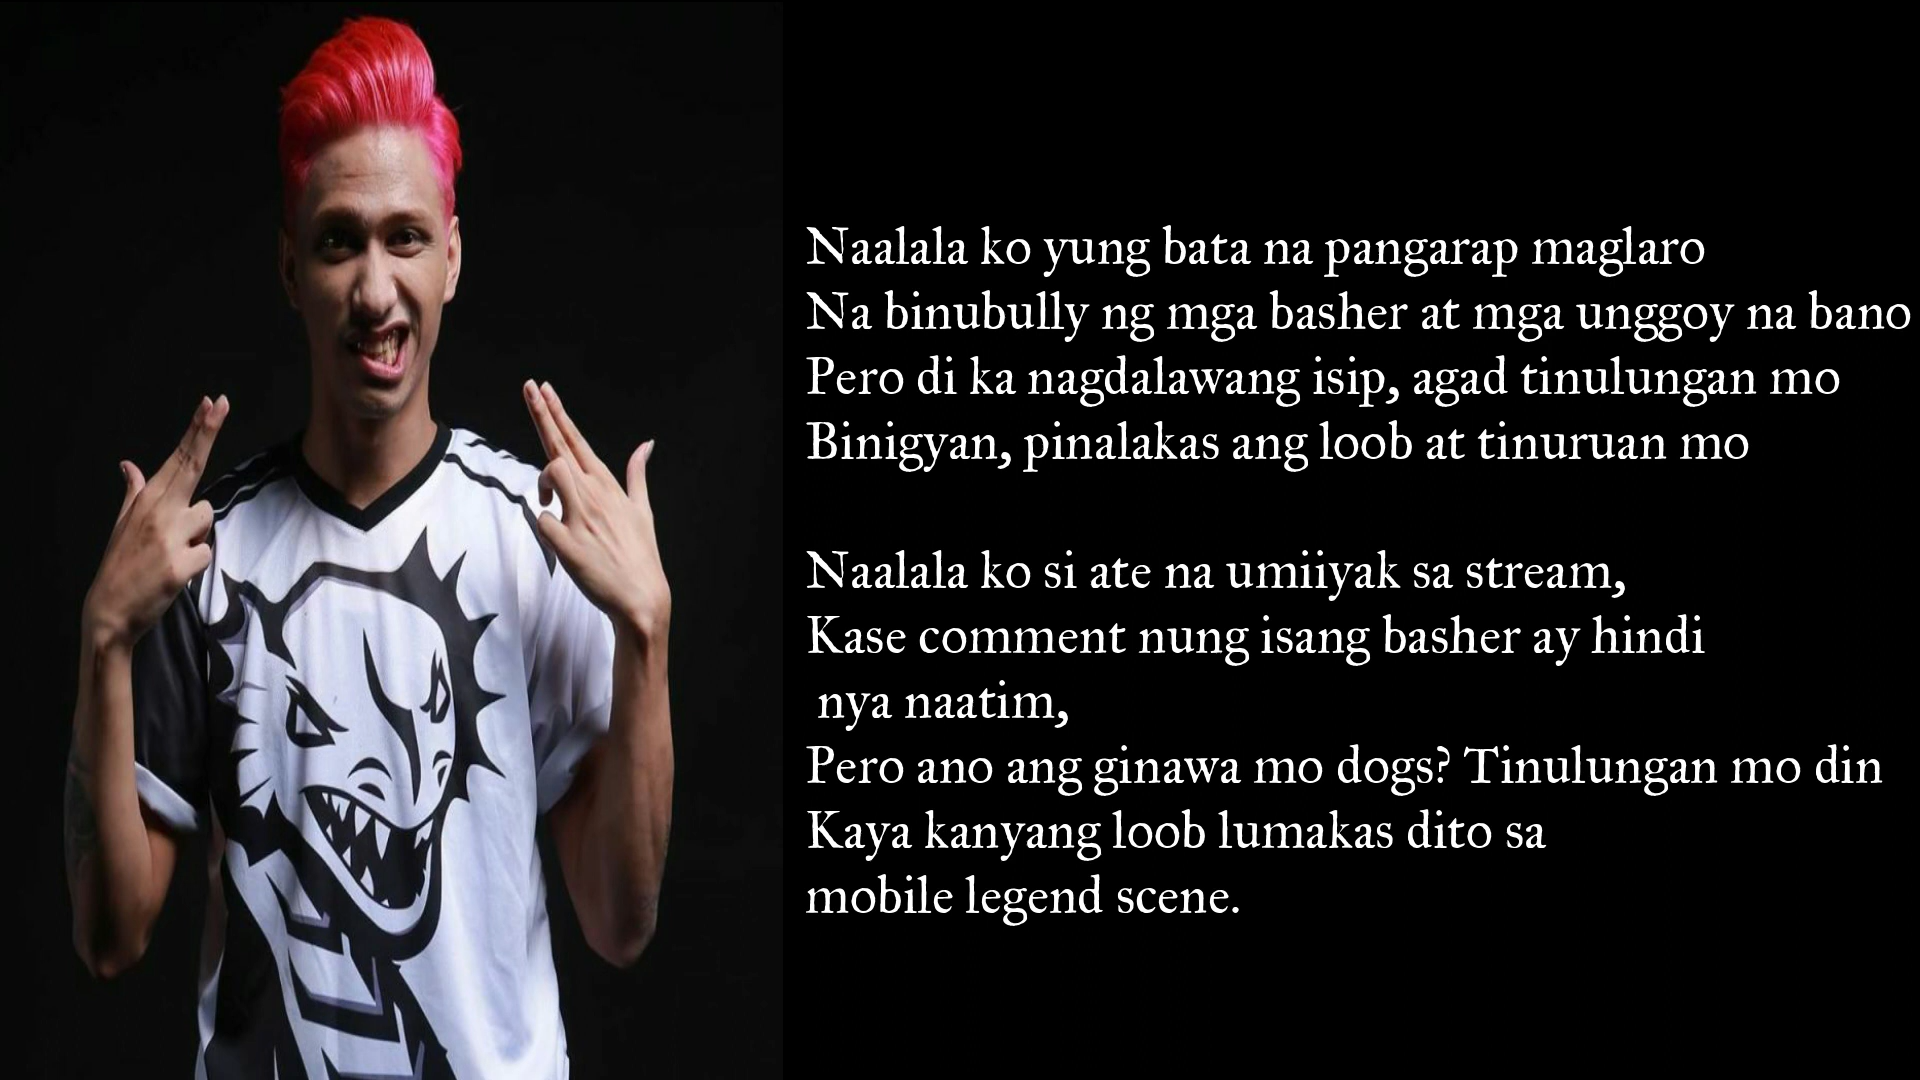 Naalala ko yung bata na pangarap maglaro
Na binubully ng mga basher at mga unggoy na bano
Pero di ka nagdalawang isip, agad tinulungan mo
Binigyan, pinalakas ang loob at tinuruan mo
Naalala ko si ate na umiiyak sa stream,
Kase comment nung isang basher ay hindi
nya naatim,
Pero ano ang ginawa mo dogs? Tinulungan mo din
Kaya kanyang loob lumakas dito sa
mobile legend scene.